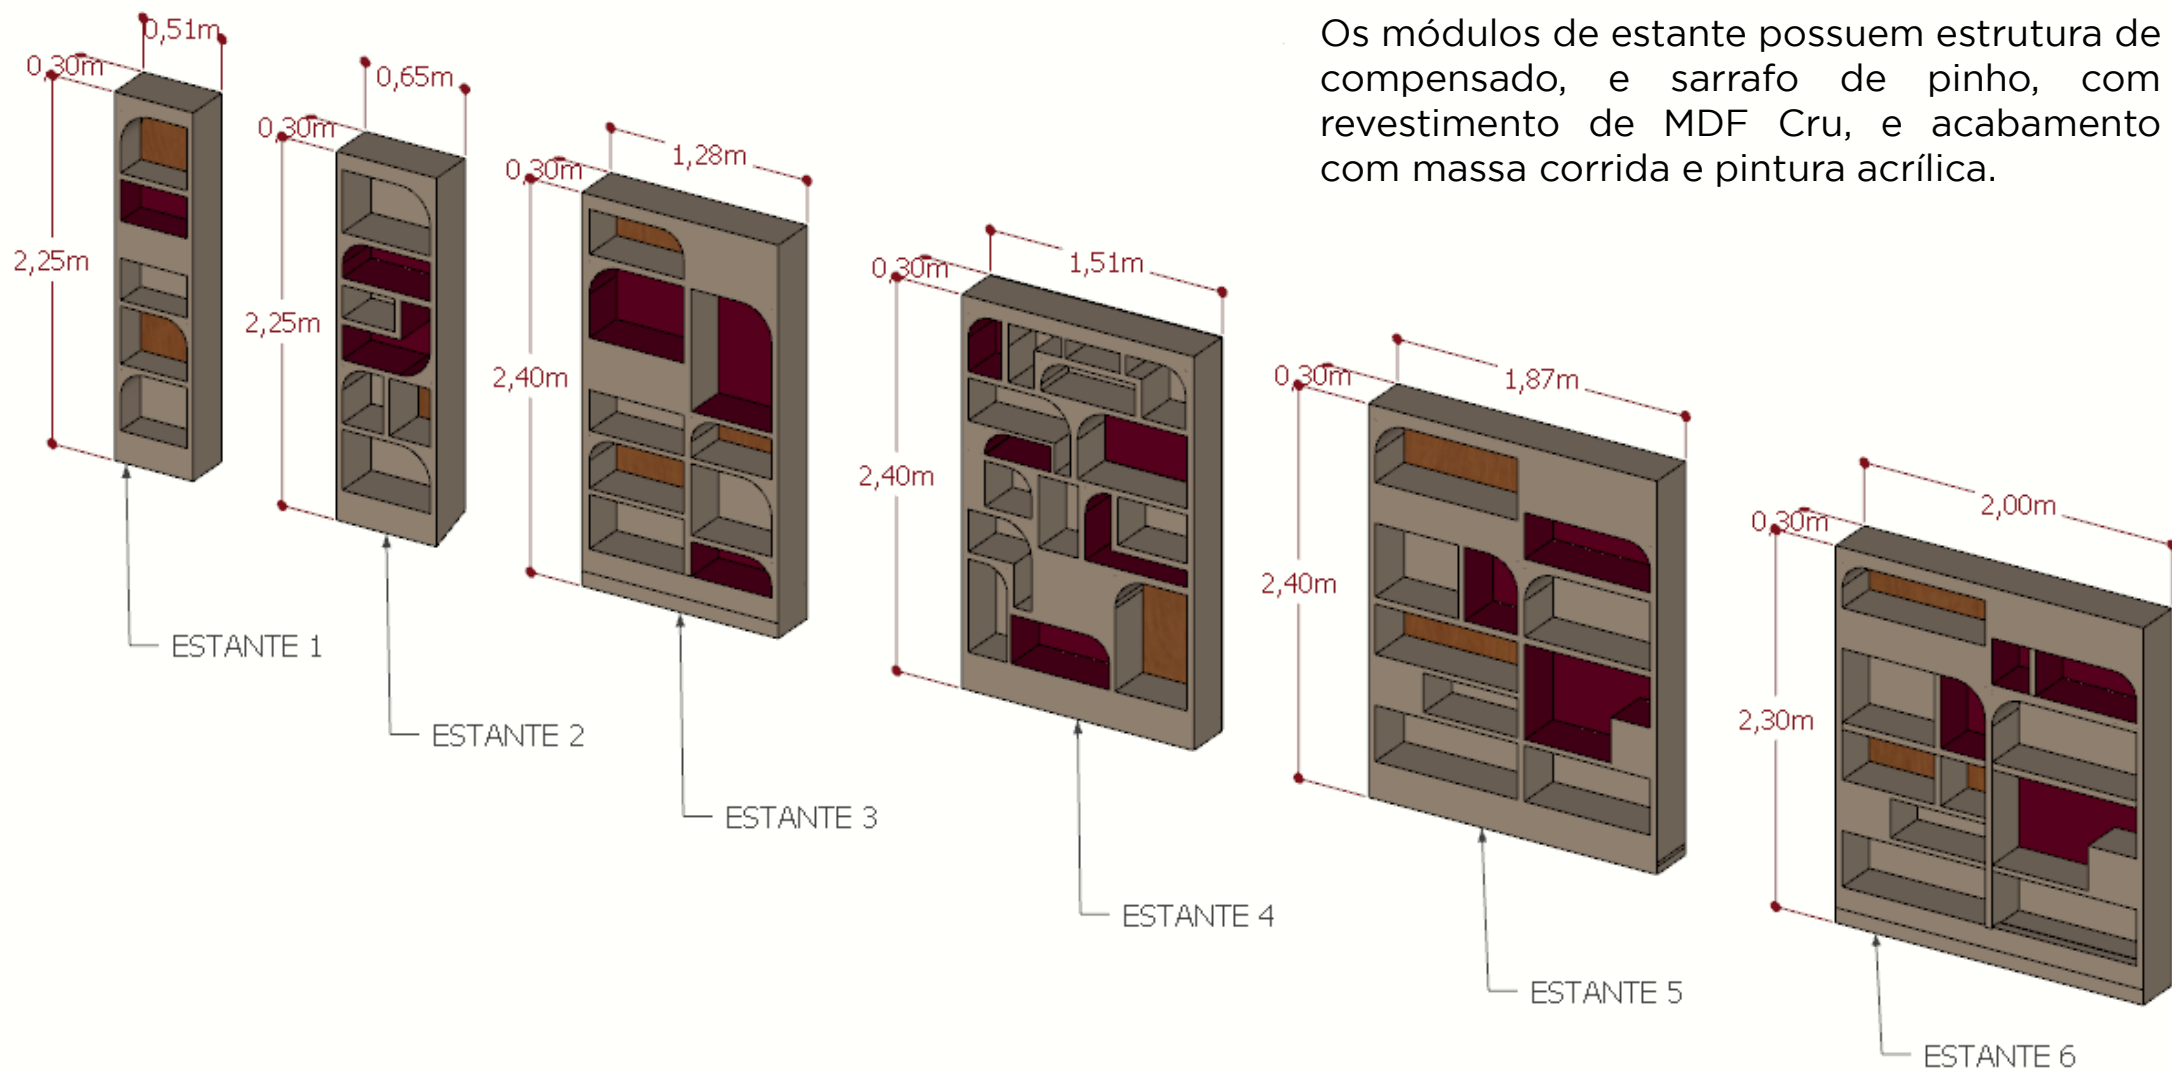 Os módulos de estante possuem estrutura de
compensado, e sarrafo de pinho, com
revestimento de MDF Cru, e acabamento
com massa corrida e pintura acrílica.
0,51m
0,30m
2,25m
ESTANTE 1
0,65m
0,30m
2,25m
ESTANTE 2
1,28m
0,30m
2,40m
ESTANTE 3
1,51m
0,30m
2,40m
ESTANTE 4
1,87m
0,30m
2,40m
ESTANTE 5
2,00m
0,30m
2,30m
ESTANTE 6